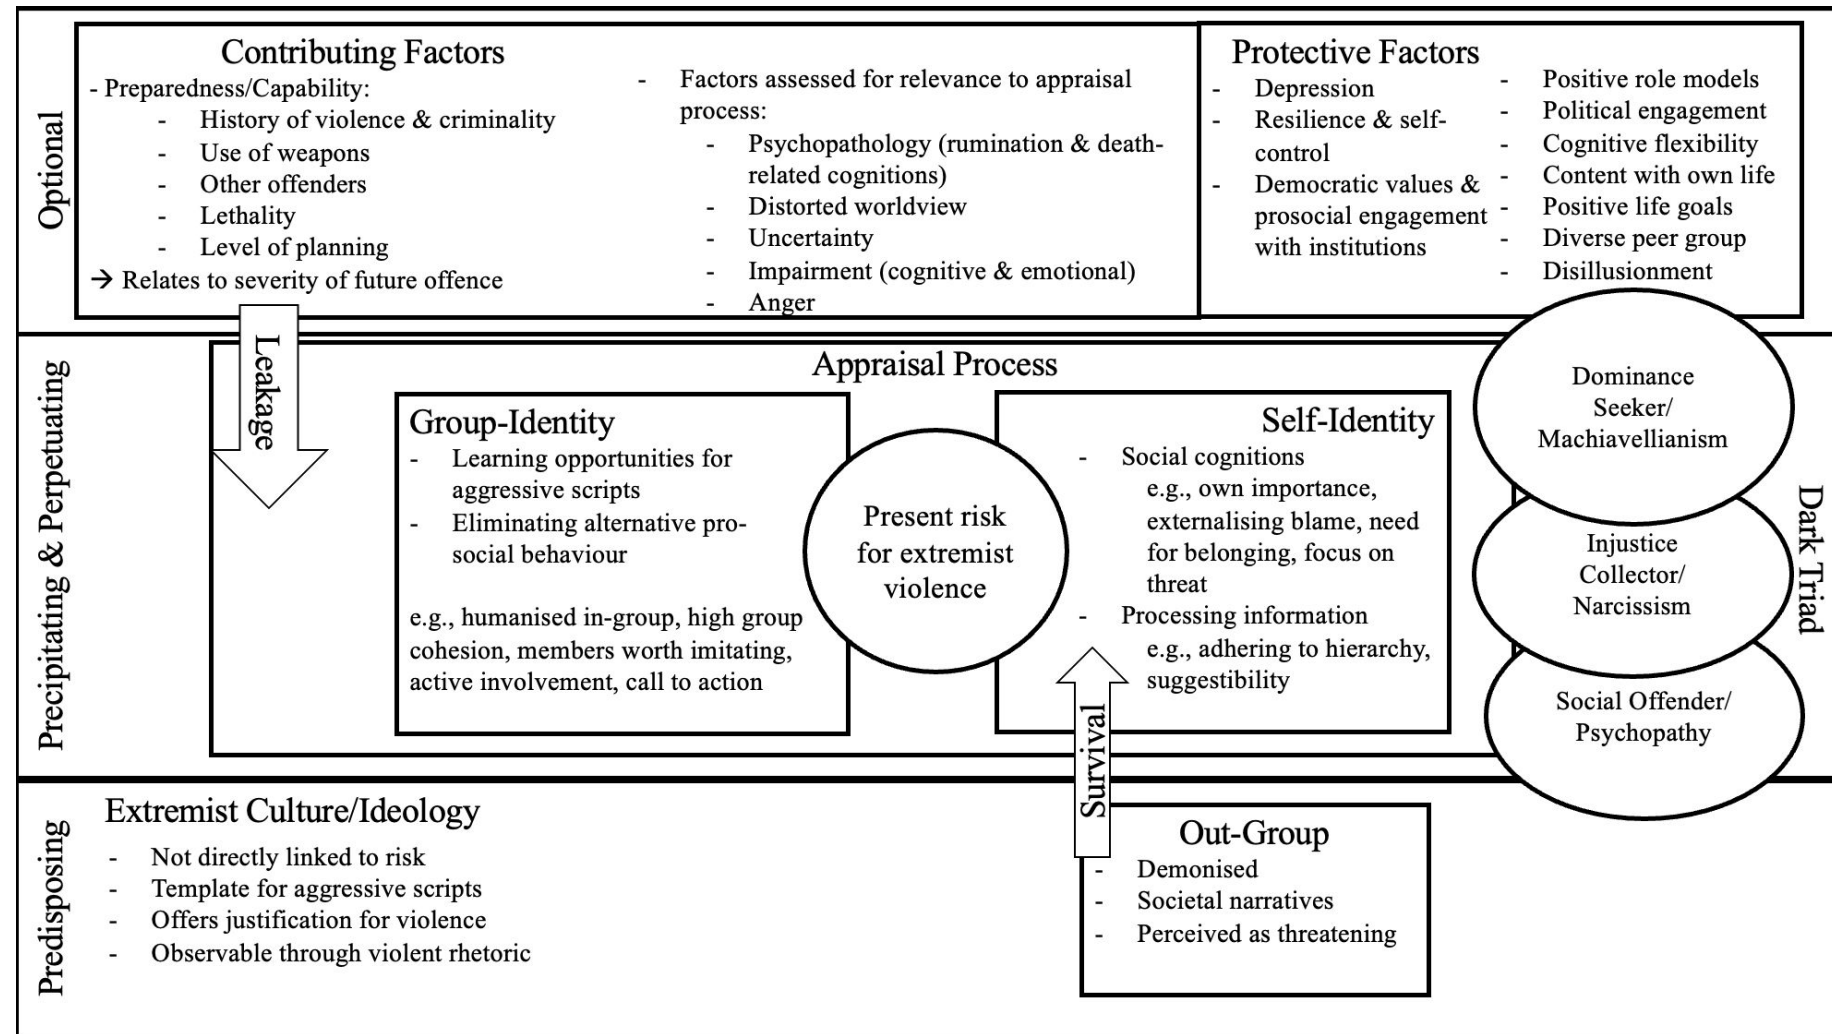 Optional
Contributing Factors
- Preparedness/Capability:
- History of violence & criminality
- Use of weapons
- Other offenders
- Lethality
- Level of planning
→ Relates to severity of future offence
- Factors assessed for relevance to appraisal
process:
- Psychopathology (rumination & death-
related cognitions)
- Distorted worldview
- Uncertainty
- Impairment (cognitive & emotional)
- Anger
Protective Factors
- Depression
- Resilience & self-
control
- Democratic values &
prosocial engagement
with institutions
- Positive role models
- Political engagement
- Cognitive flexibility
- Content with own life
- Positive life goals
- Diverse peer group
- Disillusionment
Precipitating & Perpetuating
Leakage
Appraisal Process
Group-Identity
- Learning opportunities for
aggressive scripts
- Eliminating alternative pro-
social behaviour
e.g., humanised in-group, high group
cohesion, members worth imitating,
active involvement, call to action
Present risk
for extremist
violence
Self-Identity
- Social cognitions
e.g., own importance,
externalising blame, need
for belonging, focus on
threat
- Processing information
e.g., adhering to hierarchy,
suggestibility
Dominance
Seeker/
Machiavellianism
Injustice
Collector/
Narcissism
Social Offender/
Psychopathy
Dark Triad
Survival
Predisposing
Extremist Culture/Ideology
- Not directly linked to risk
- Template for aggressive scripts
- Offers justification for violence
- Observable through violent rhetoric
Out-Group
- Demonised
- Societal narratives
- Perceived as threatening